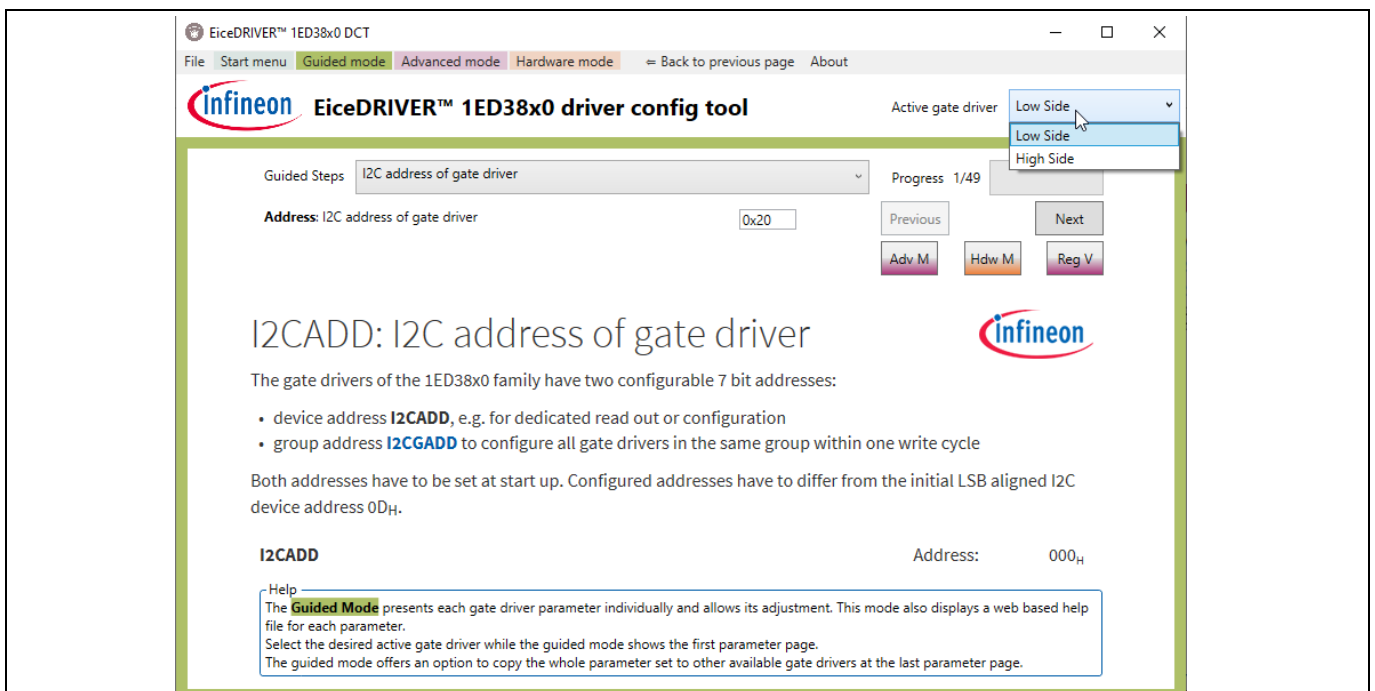 EiceDRIVER™ 1ED38x0 DCT
File Start menu Guided mode Advanced mode Hardware mode ⇐ Back to previous page About
infineon EiceDRIVER™ 1ED38x0 driver config tool Active gate driver Low Side
Low Side
High Side
Guided Steps I2C address of gate driver Progress 1/49
Address: I2C address of gate driver 0x20 Previous Next
Adv M Hdw M Reg V
I2CADD: I2C address of gate driver infineon
The gate drivers of the 1ED38x0 family have two configurable 7 bit addresses:
• device address I2CADD, e.g. for dedicated read out or configuration
• group address I2CGADD to configure all gate drivers in the same group within one write cycle
Both addresses have to be set at start up. Configured addresses have to differ from the initial LSB aligned I2C
device address 0DH.
I2CADD Address: 000H
Help
The Guided Mode presents each gate driver parameter individually and allows its adjustment. This mode also displays a web based help
file for each parameter.
Select the desired active gate driver while the guided mode shows the first parameter page.
The guided mode offers an option to copy the whole parameter set to other available gate drivers at the last parameter page.